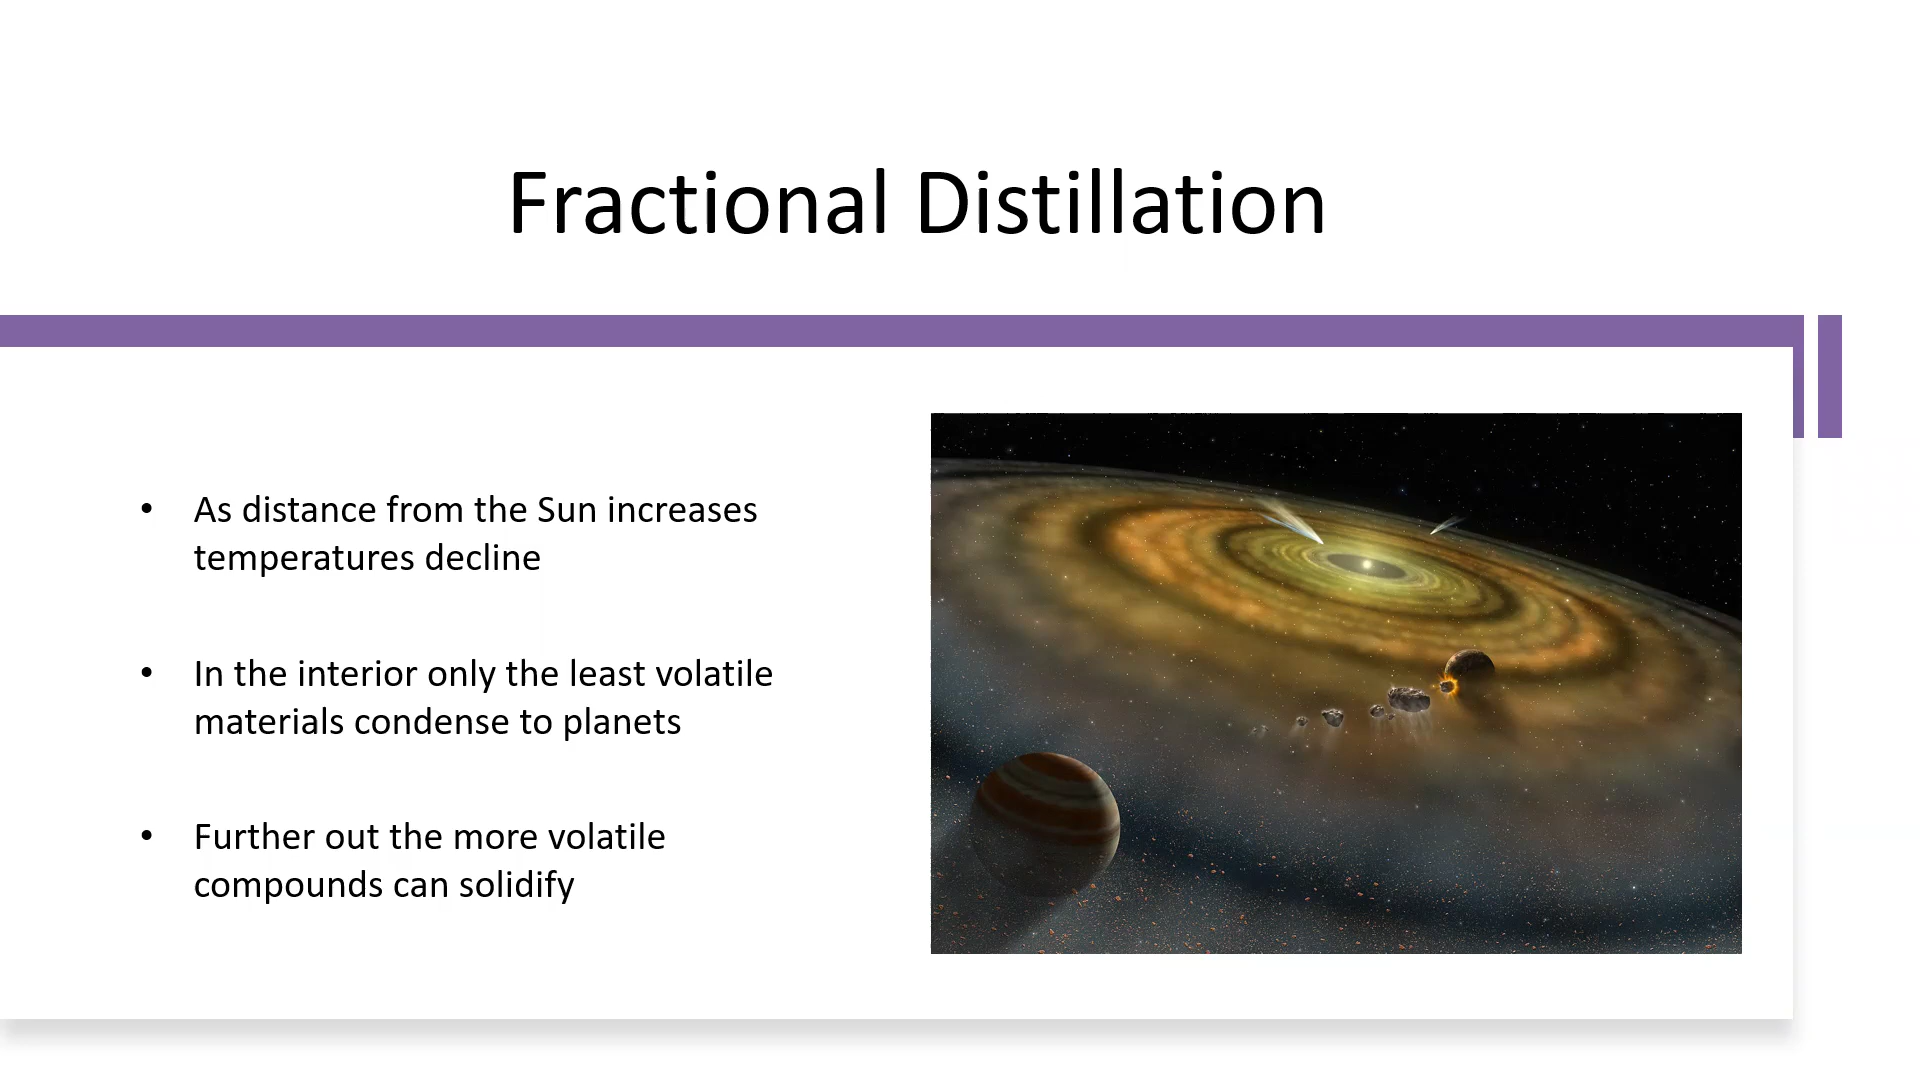 Fractional Distillation
• As distance from the Sun increases
temperatures decline
• In the interior only the least volatile
materials condense to planets
• Further out the more volatile
compounds can solidify